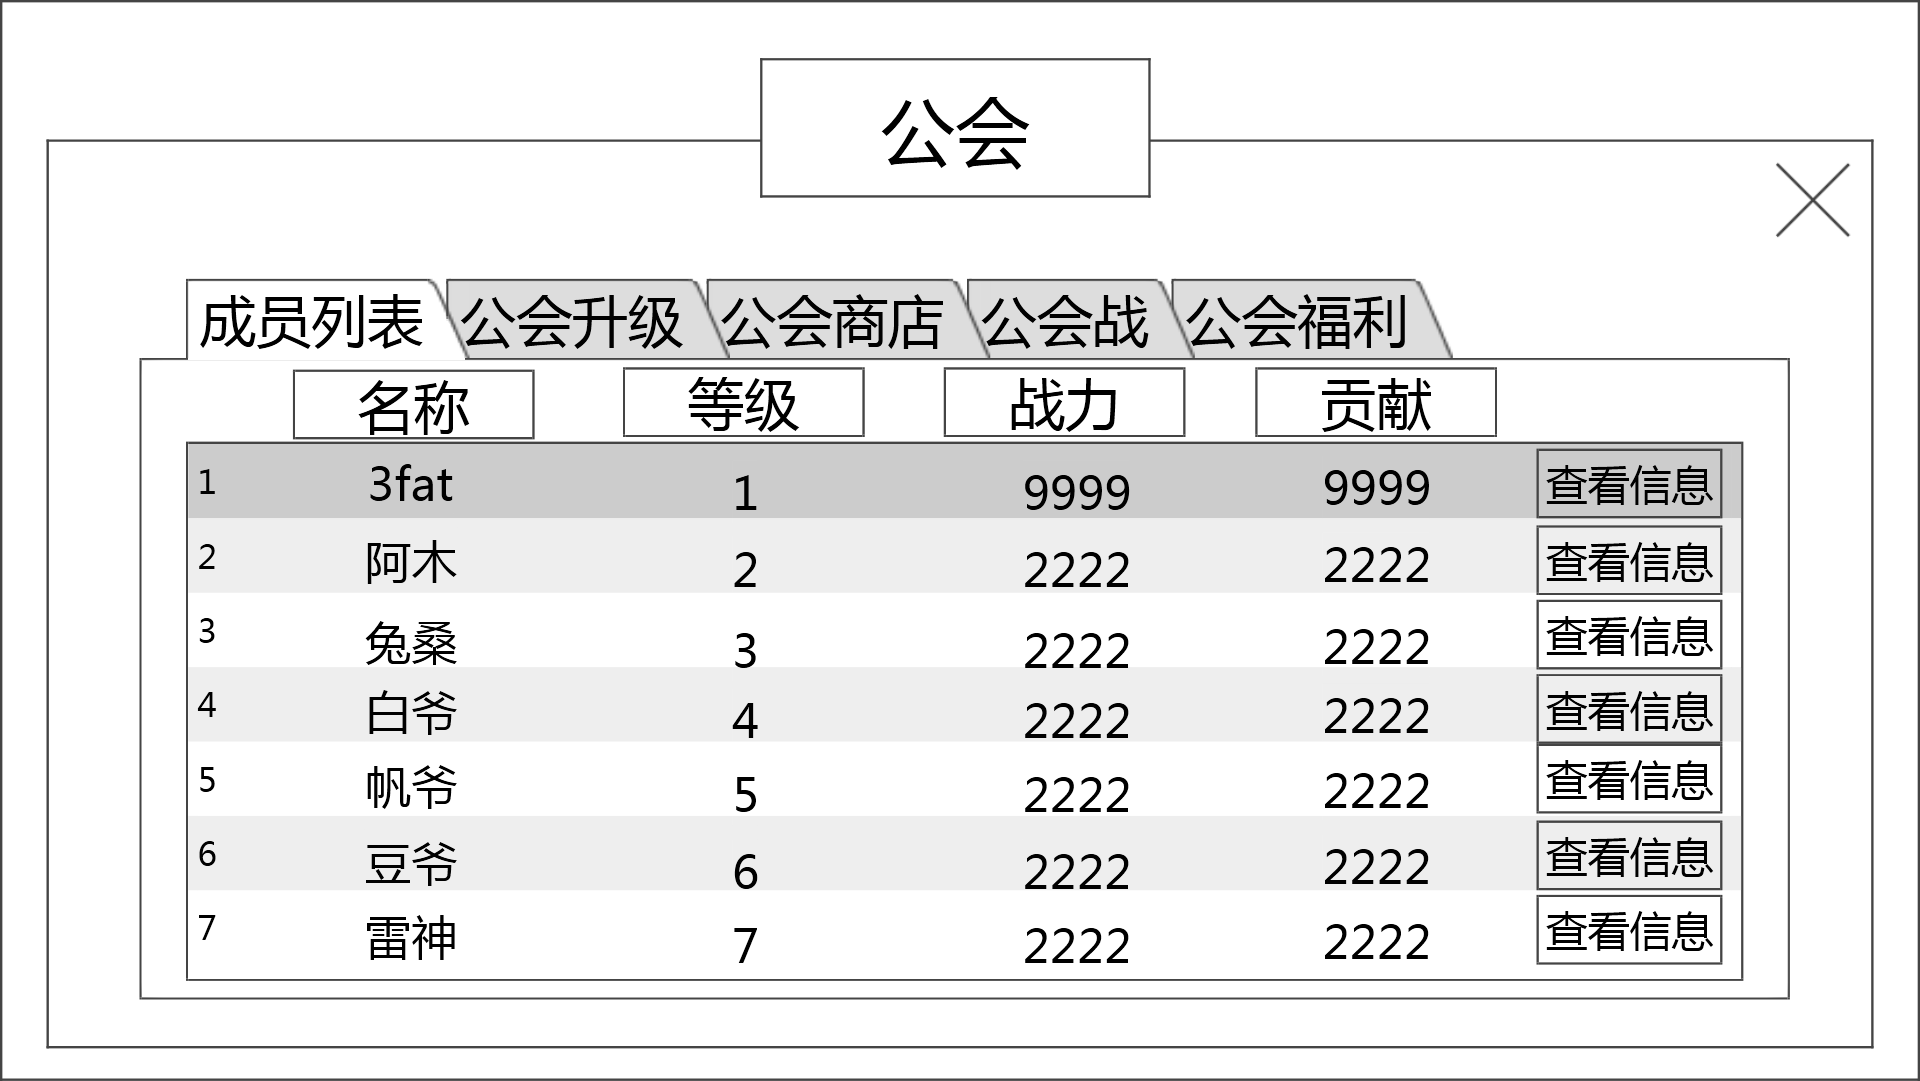 公会
成员列表 公会升级 公会商店 公会战 公会福利
名称 等级 战力 贡献
1 3fat 1 9999 9999 查看信息
2 阿木 2 2222 2222 查看信息
3 兔桑 3 2222 2222 查看信息
4 白爷 4 2222 2222 查看信息
5 帆爷 5 2222 2222 查看信息
6 豆爷 6 2222 2222 查看信息
7 雷神 7 2222 2222 查看信息